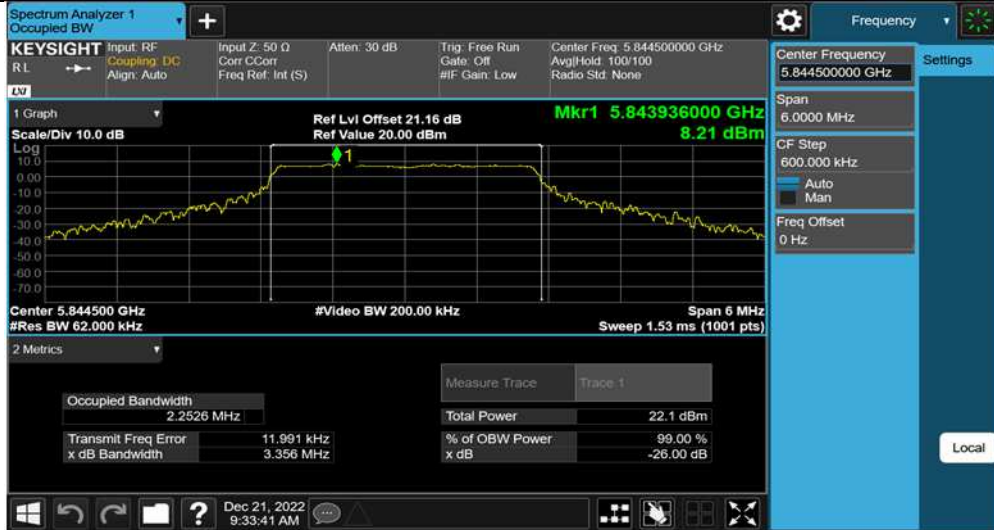 Spectrum Analyzer 1
Occupied BW
Frequency
KEYSIGHT
RL
LXI
Input: RF
Coupling: DC
Align: Auto
Input Z: 50 Ω
Corr CCorr
Freq Ref: Int (S)
Atten: 30 dB
Trig: Free Run
Gate: Off
#IF Gain: Low
Center Freq: 5.844500000 GHz
Avg|Hold: 100/100
Radio Std: None
Center Frequency
5.844500000 GHz
Settings
Span
6.0000 MHz
CF Step
600.000 kHz
Auto
Man
Freq Offset
0 Hz
1 Graph
Scale/Div 10.0 dB
Ref Lvl Offset 21.16 dB
Ref Value 20.00 dBm
Mkr1 5.843936000 GHz
8.21 dBm
Log
10.0
0.00
-10.0
-20.0
-30.0
-40.0
-50.0
-60.0
-70.0
1
Center 5.844500 GHz
#Video BW 200.00 kHz
Span 6 MHz
#Res BW 62.000 kHz
Sweep 1.53 ms (1001 pts)
2 Metrics
Measure Trace
Trace 1
Occupied Bandwidth
2.2526 MHz
Total Power
22.1 dBm
Transmit Freq Error
11.991 kHz
% of OBW Power
99.00 %
x dB Bandwidth
3.356 MHz
x dB
-26.00 dB
Local
?
Dec 21, 2022
9:33:41 AM